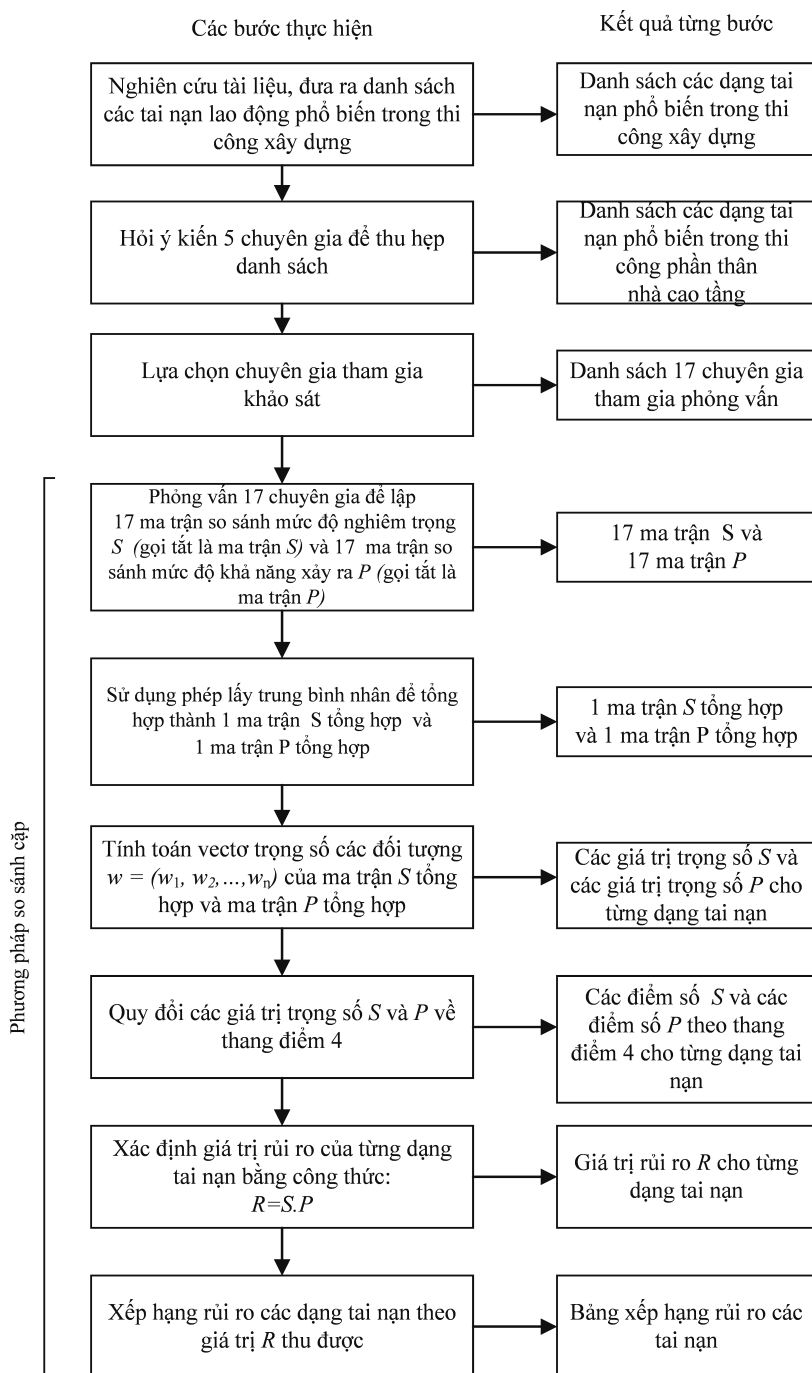 Các bước thực hiện
Kết quả từng bước
Nghiên cứu tài liệu, đưa ra danh sách
các tai nạn lao động phổ biến trong thi
công xây dựng
Danh sách các dạng tai
nạn phổ biến trong thi
công xây dựng
Hỏi ý kiến 5 chuyên gia để thu hẹp
danh sách
Danh sách các dạng tai
nạn phổ biến trong thi
công phần thân
nhà cao tầng
Lựa chọn chuyên gia tham gia
khảo sát
Danh sách 17 chuyên gia
tham gia phỏng vấn
Phương pháp so sánh cặp
Phỏng vấn 17 chuyên gia để lập
17 ma trận so sánh mức độ nghiêm trọng
S (gọi tắt là ma trận S) và 17 ma trận so
sánh mức độ khả năng xảy ra P (gọi tắt là
ma trận P)
17 ma trận S và
17 ma trận P
Sử dụng phép lấy trung bình nhân để tổng
hợp thành 1 ma trận S tổng hợp và
1 ma trận P tổng hợp
1 ma trận S tổng hợp
và 1 ma trận P tổng hợp
Tính toán vectơ trọng số các đối tượng
w = (w₁, w₂,...,wₙ) của ma trận S tổng
hợp và ma trận P tổng hợp
Các giá trị trọng số S và
các giá trị trọng số P cho
từng dạng tai nạn
Quy đổi các giá trị trọng số S và P về
thang điểm 4
Các điểm số S và các
điểm số P theo thang
điểm 4 cho từng dạng tai
nạn
Xác định giá trị rủi ro của từng dạng
tai nạn bằng công thức:
R=S.P
Giá trị rủi ro R cho từng
dạng tai nạn
Xếp hạng rủi ro các dạng tai nạn theo
giá trị R thu được
Bảng xếp hạng rủi ro các
tai nạn